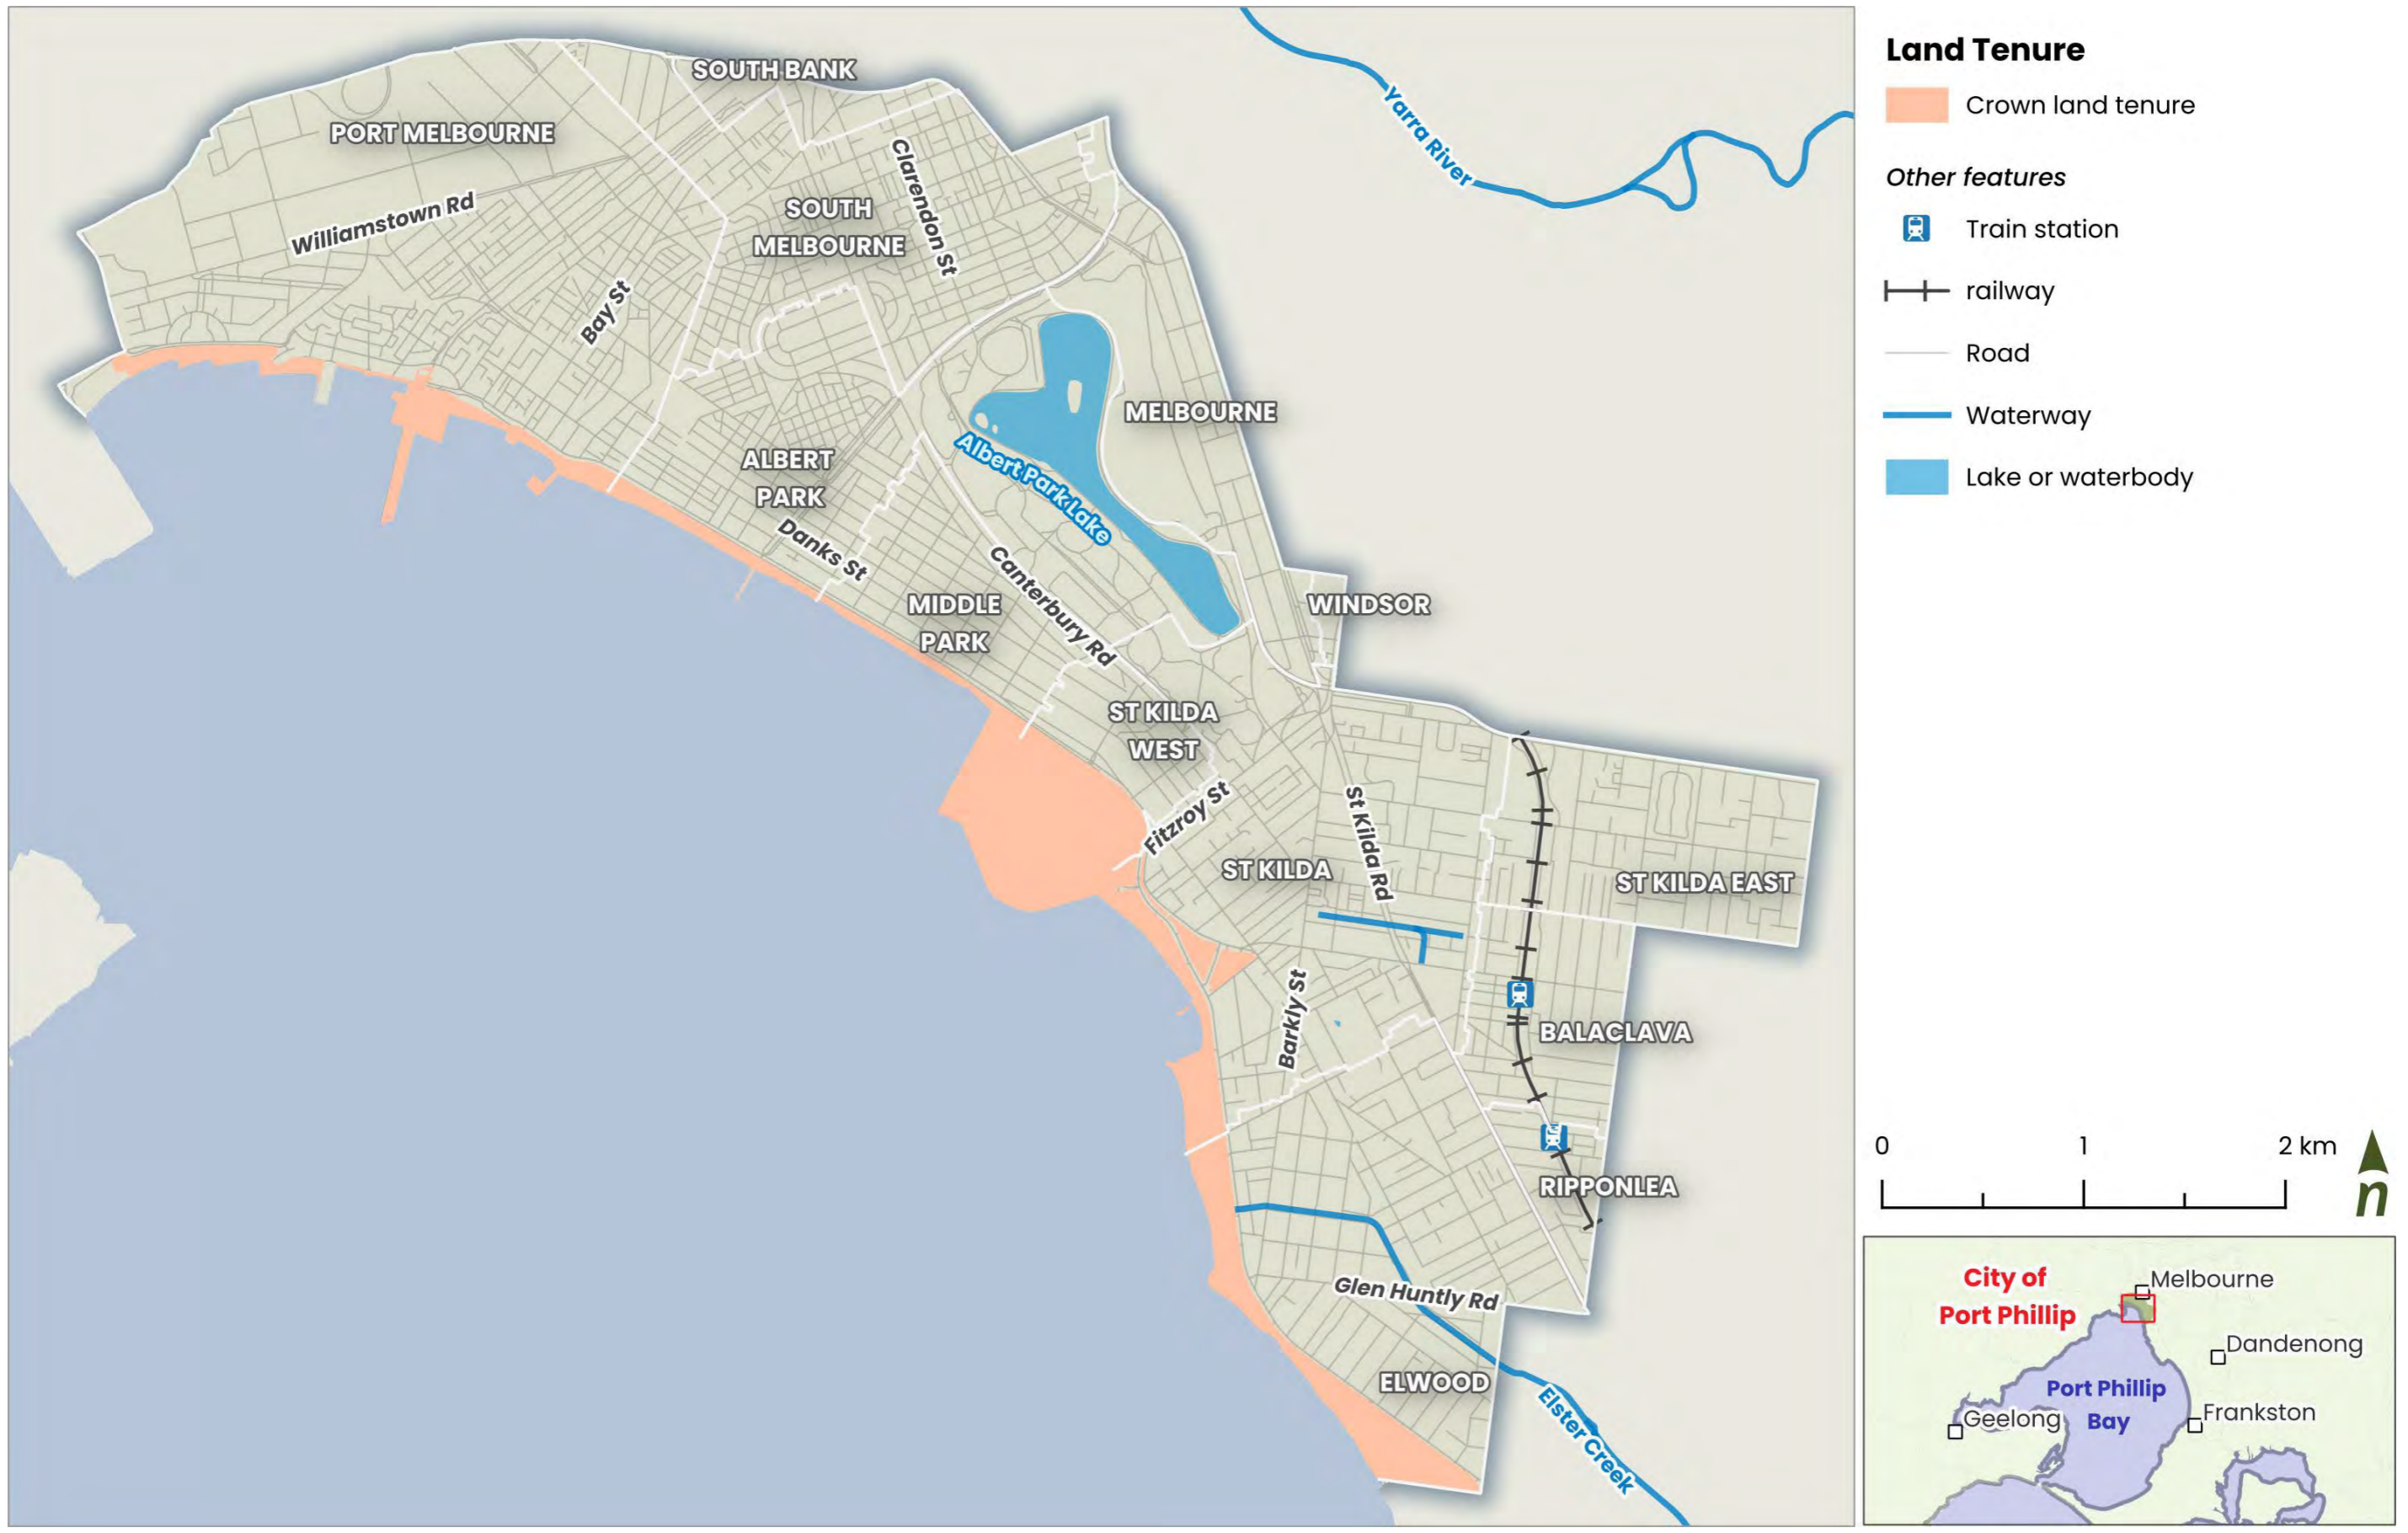 SOUTH BANK
PORT MELBOURNE
Williamstown Rd
Bay St
SOUTH
MELBOURNE
Clarendon St
Yarra River
MELBOURNE
Albert Park Lake
ALBERT
PARK
Danks St
MIDDLE
PARK
Canterbury Rd
WINDSOR
ST KILDA
WEST
Fitzroy St
St Kilda Rd
ST KILDA
ST KILDA EAST
Barkly St
BALACLAVA
RIPPONLEA
Glen Huntly Rd
ELWOOD
Elster Creek
Land Tenure
Crown land tenure
Other features
Train station
railway
Road
Waterway
Lake or waterbody
0 1 2 km
n
City of
Port Phillip
Melbourne
Dandenong
Port Phillip
Bay
Geelong
Frankston